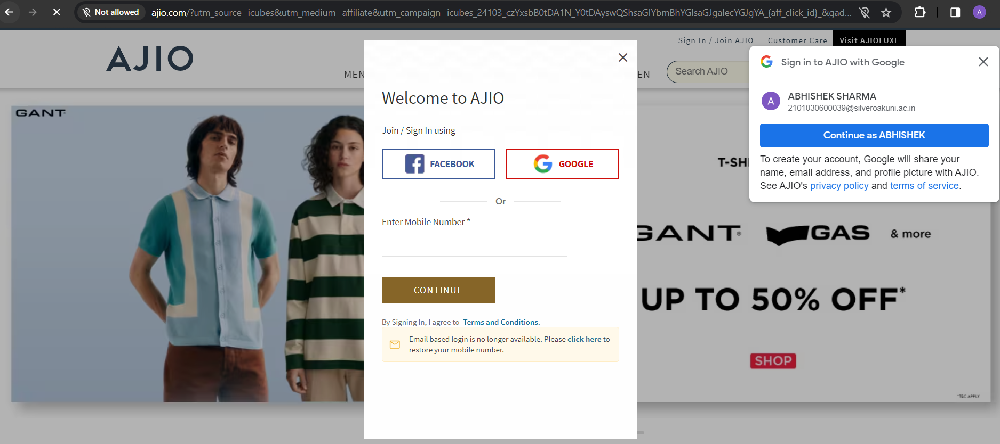 Not allowed
ajio.com/?utm_source=icubes&utm_medium=affiliate&utm_campaign=icubes_24103_czYxsbB0tDA1N_Y0tDAyswQShsaGIYbmBhYGlsaGJgalecYGJgYA_{aff_click_id}_&gad...
A
Sign In / Join AJIO
Customer Care
Visit AJIOLUXE
AJIO
MEN
EN
Search AJIO
Sign in to AJIO with Google
A
ABHISHEK SHARMA
2101030600039@silveroakuni.ac.in
Continue as ABHISHEK
To create your account, Google will share your
name, email address, and profile picture with AJIO.
See AJIO's privacy policy and terms of service.
Welcome to AJIO
Join / Sign In using
FACEBOOK
GOOGLE
Or
Enter Mobile Number *
CONTINUE
By Signing In, I agree to Terms and Conditions.
Email based login is no longer available. Please click here to
restore your mobile number.
GANT
T-SHI
GANT®
GAS
& more
UP TO 50% OFF*
SHOP
*T&C APPLY